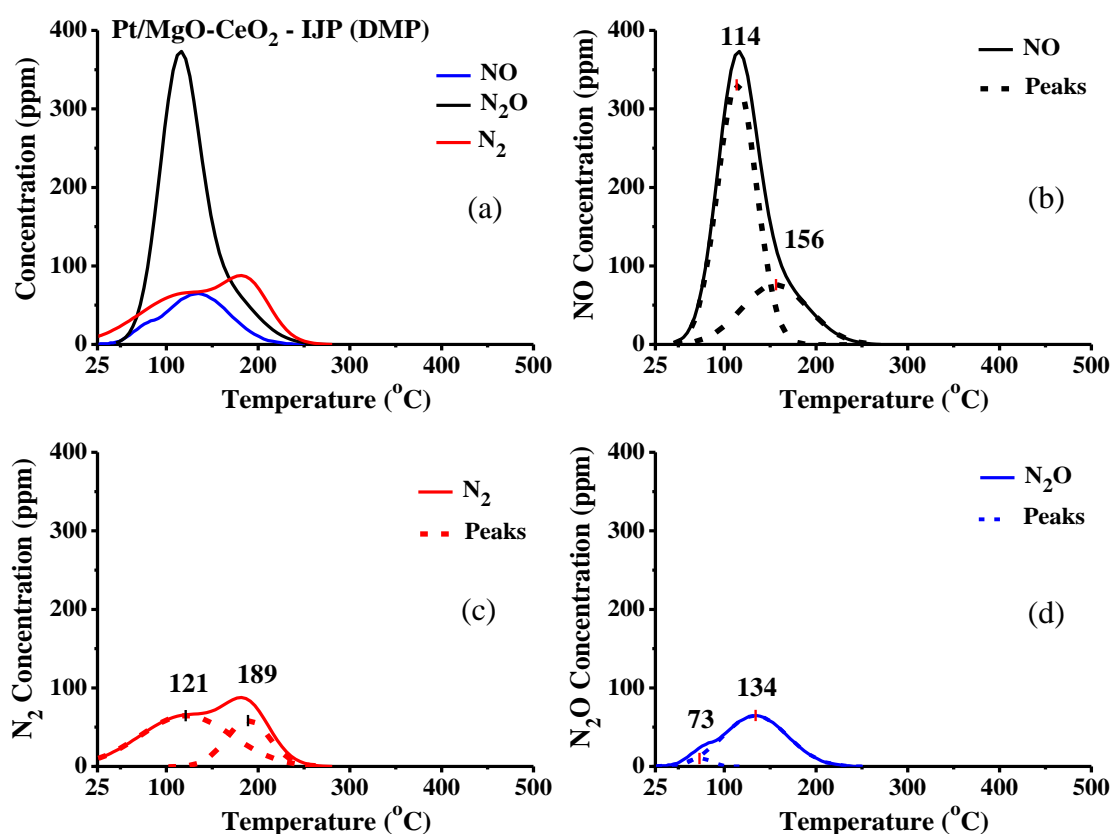 Pt/MgO-CeO₂ - IJP (DMP)
400
300
200
100
0
Concentration (ppm)
NO
N₂O
N₂
(a)
25 100 200 300 400 500
Temperature (°C)
400
300
200
100
0
NO Concentration (ppm)
114
156
NO
Peaks
(b)
25 100 200 300 400 500
Temperature (°C)
400
300
200
100
0
N₂ Concentration (ppm)
121
189
N₂
Peaks
(c)
25 100 200 300 400 500
Temperature (°C)
400
300
200
100
0
N₂O Concentration (ppm)
73
134
N₂O
Peaks
(d)
25 100 200 300 400 500
Temperature (°C)